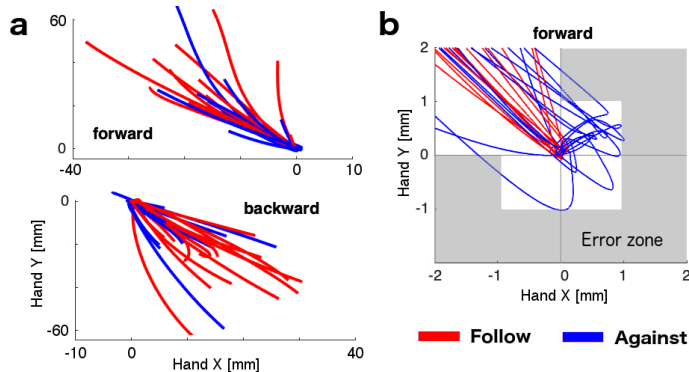 a
60
0
forward
-40
0
10
0
backward
Hand Y [mm]
-60
-10
0
40
Hand X [mm]
b
forward
2
1
0
-1
Hand Y [mm]
Error zone
-2
-1
0
1
2
Hand X [mm]
Follow
Against